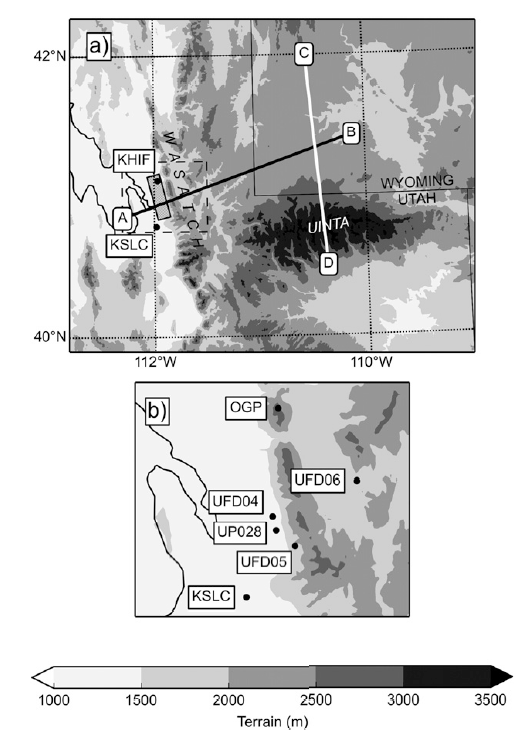 a)
42°N
C
B
WASATCH
KHIF
WYOMING
UTAH
A
UINTA
KSLC
D
40°N
112°W 110°W
b)
OGP
UFD06
UFD04
UP028
UFD05
KSLC
1000 1500 2000 2500 3000 3500
Terrain (m)